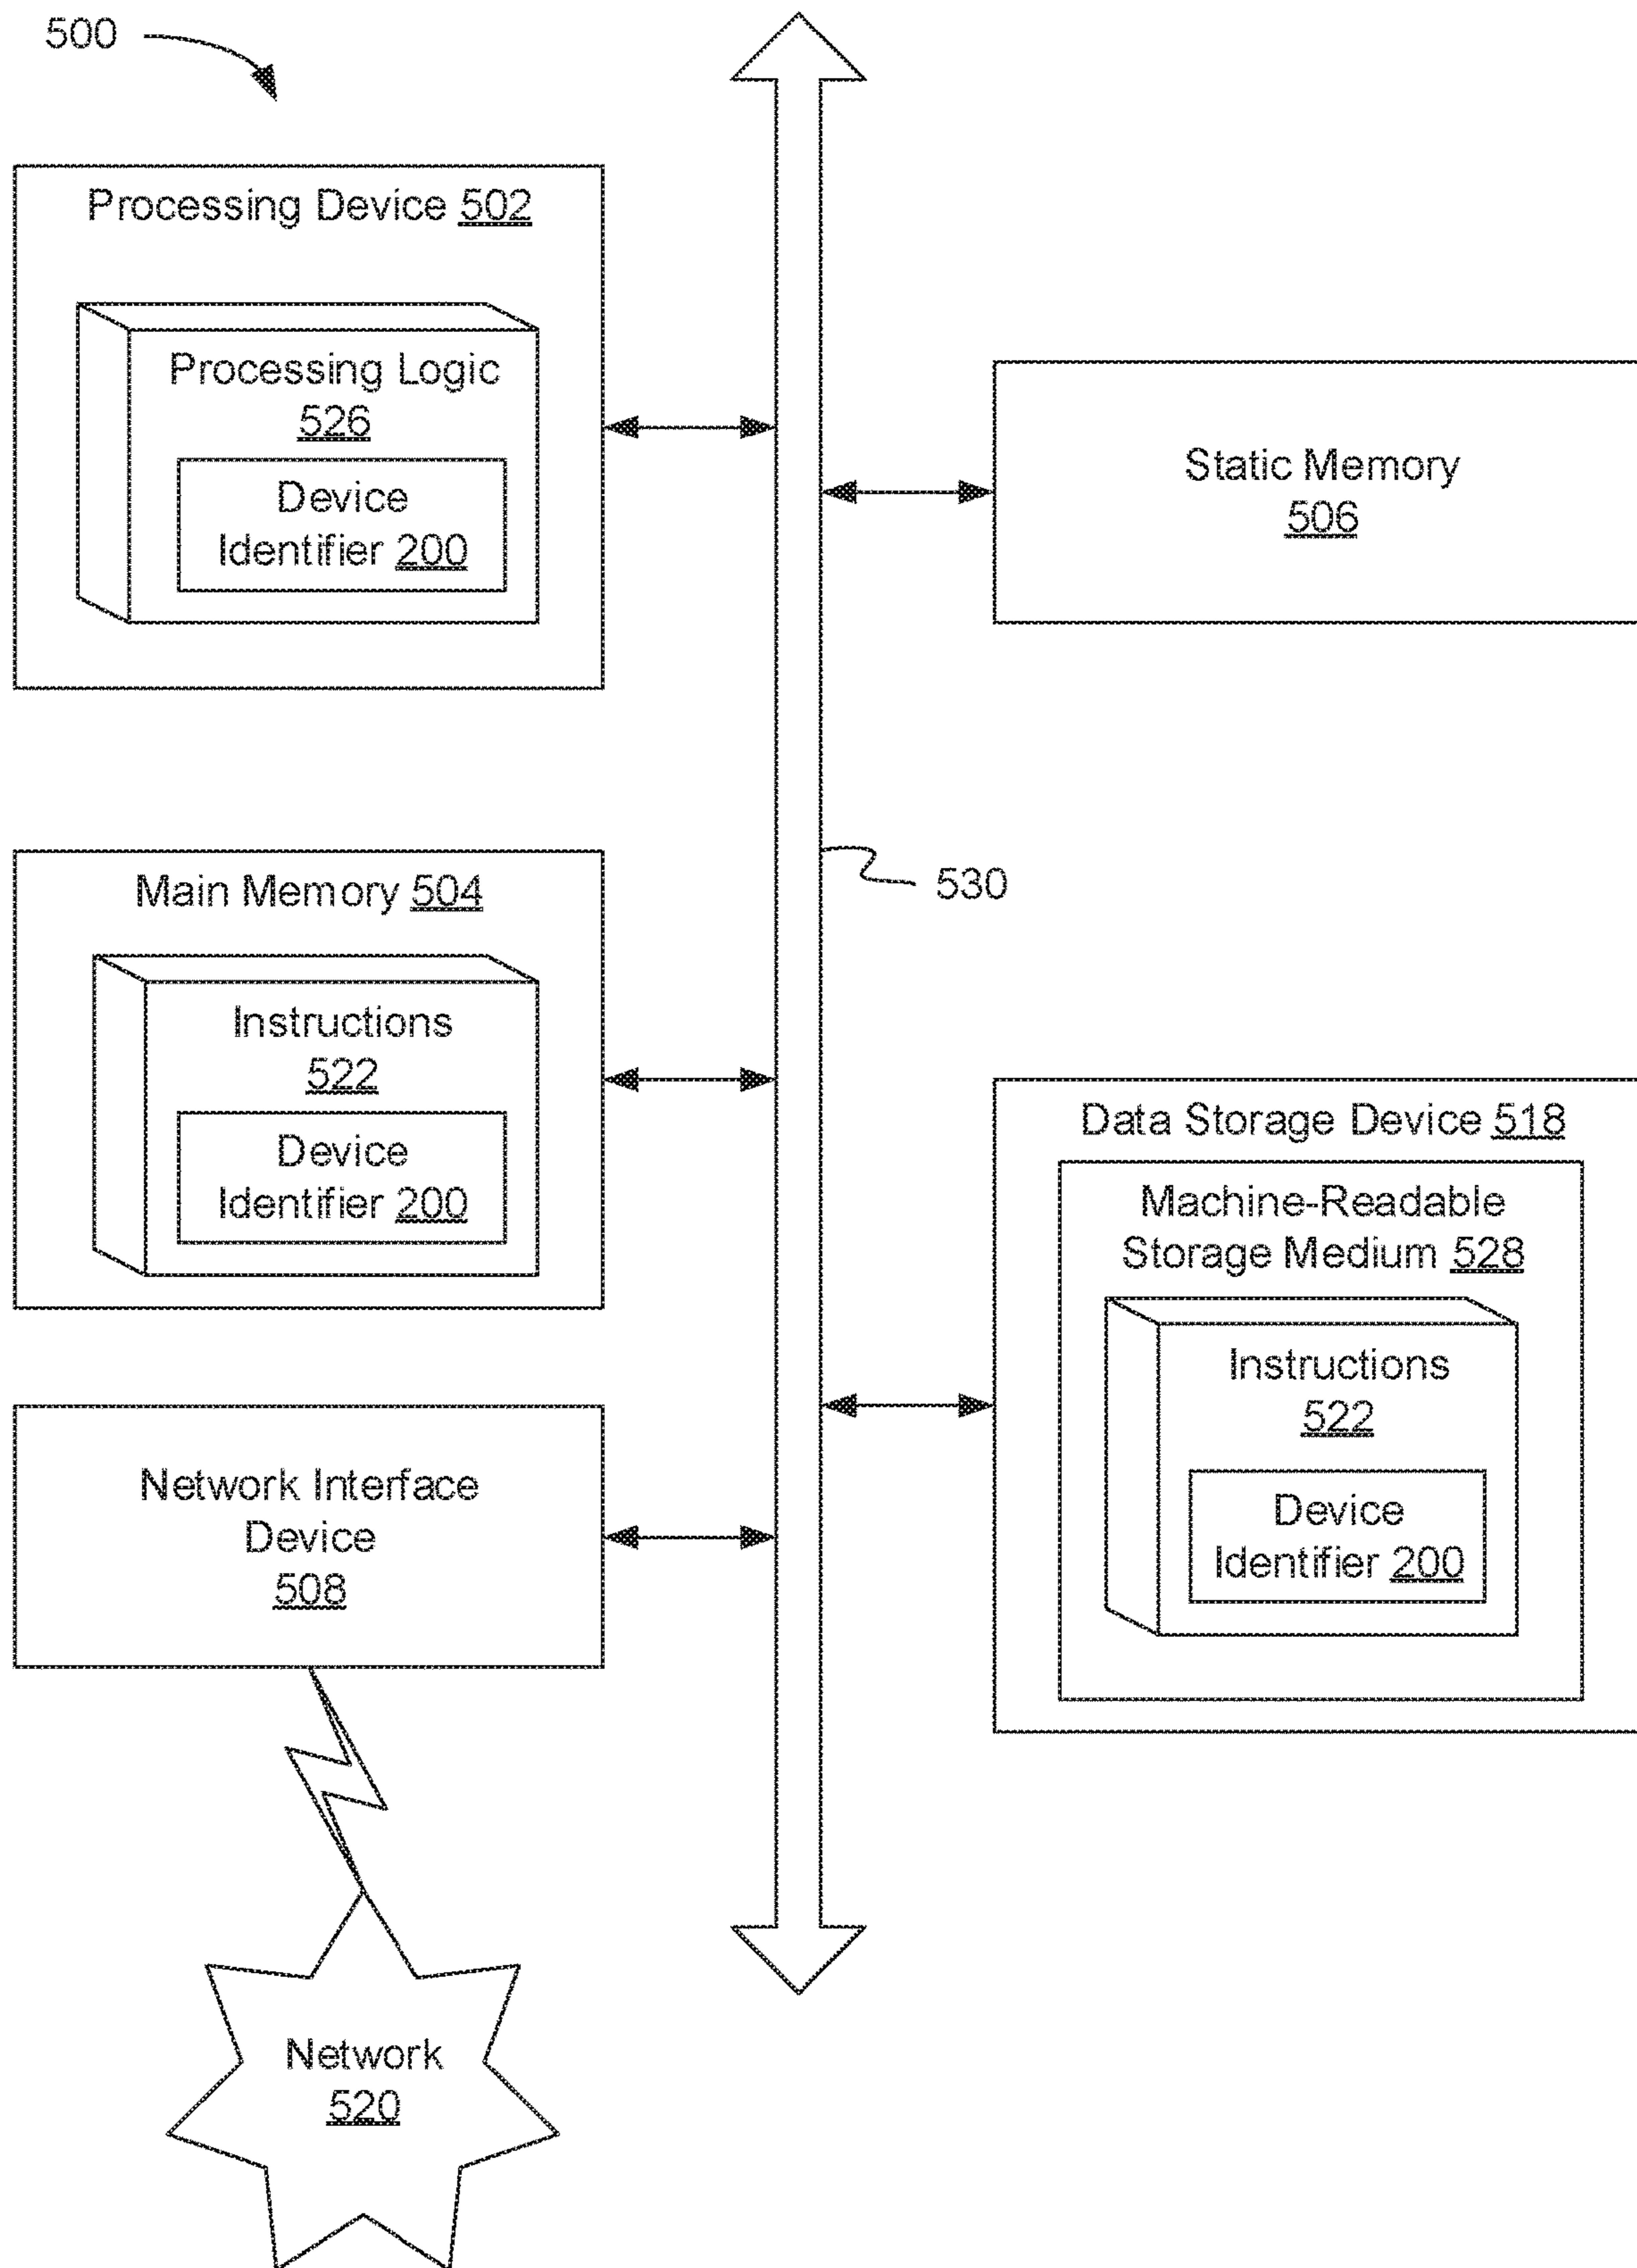 500
Processing Device 502
Processing Logic
526
Device
Identifier 200
Static Memory
506
Main Memory 504
Instructions
522
Device
Identifier 200
530
Data Storage Device 518
Machine-Readable
Storage Medium 528
Instructions
522
Device
Identifier 200
Network Interface
Device
508
Network
520